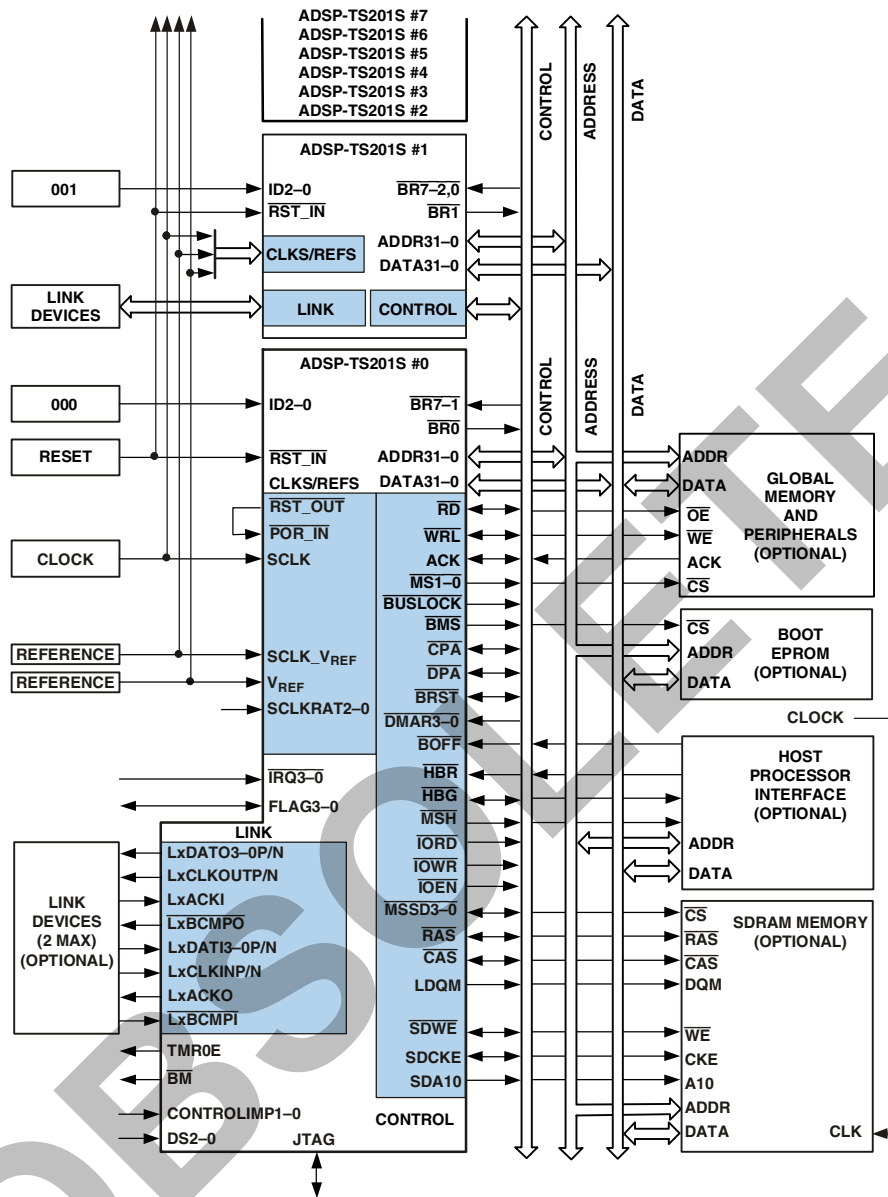 ADSP-TS201S #7
ADSP-TS201S #6
ADSP-TS201S #5
ADSP-TS201S #4
ADSP-TS201S #3
ADSP-TS201S #2
CONTROL
ADDRESS
DATA
ADSP-TS201S #1
001
ID2–0
BR7–2,0
RST_IN
BR1
ADDR31–0
CLKS/REFS
DATA31–0
LINK
DEVICES
LINK
CONTROL
ADSP-TS201S #0
CONTROL
ADDRESS
DATA
000
ID2–0
BR7–1
BR0
RESET
RST_IN
ADDR31–0
CLKS/REFS
DATA31–0
RST_OUT
RD
POR_IN
WRL
CLOCK
SCLK
ACK
MS1–0
BUSLOCK
BMS
REFERENCE
SCLK_VREF
CPA
REFERENCE
VREF
DPA
SCLKRAT2–0
BRST
DMAR3–0
BOFF
IRQ3–0
HBR
FLAG3–0
HBG
MSH
LINK
IORD
IOWR
IOEN
MSSD3–0
RAS
CAS
LDQM
SDWE
SDCKE
SDA10
CONTROL
LINK
DEVICES
(2 MAX)
(OPTIONAL)
LxDATO3–0P/N
LxCLKOUTP/N
LxACKI
LxBCMPO
LxDATI3–0P/N
LxCLKINP/N
LxACKO
LxBCMPI
TMR0E
BM
CONTROLIMP1–0
DS2–0
JTAG
ADDR
DATA
OE
WE
ACK
CS
GLOBAL
MEMORY
AND
PERIPHERALS
(OPTIONAL)
CS
ADDR
DATA
BOOT
EPROM
(OPTIONAL)
CLOCK
HOST
PROCESSOR
INTERFACE
(OPTIONAL)
ADDR
DATA
SDRAM MEMORY
(OPTIONAL)
CS
RAS
CAS
DQM
WE
CKE
A10
ADDR
DATA
CLK
OBSOLETE